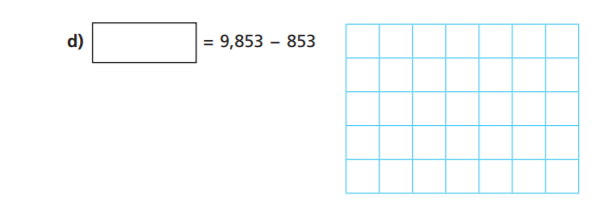 d) = 9,853 − 853